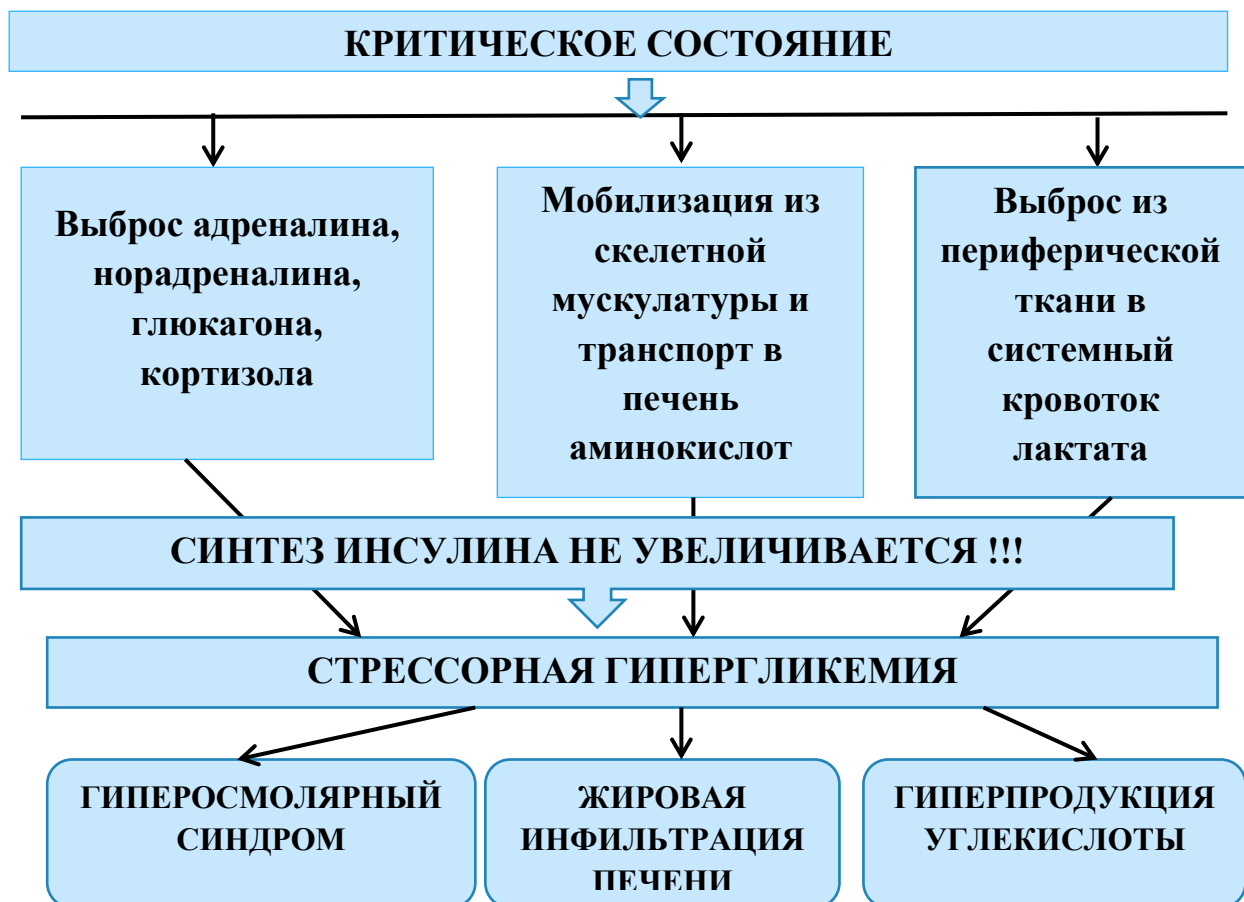 КРИТИЧЕСКОЕ СОСТОЯНИЕ
Выброс адреналина,
норадреналина,
глюкагона,
кортизола
Мобилизация из
скелетной
мускулатуры и
транспорт в
печень
аминокислот
Выброс из
периферической
ткани в
системный
кровоток
лактата
СИНТЕЗ ИНСУЛИНА НЕ УВЕЛИЧИВАЕТСЯ !!!
СТРЕССОРНАЯ ГИПЕРГЛИКЕМИЯ
ГИПЕРОСМОЛЯРНЫЙ
СИНДРОМ
ЖИРОВАЯ
ИНФИЛЬТРАЦИЯ
ПЕЧЕНИ
ГИПЕРПРОДУКЦИЯ
УГЛЕКИСЛОТЫ